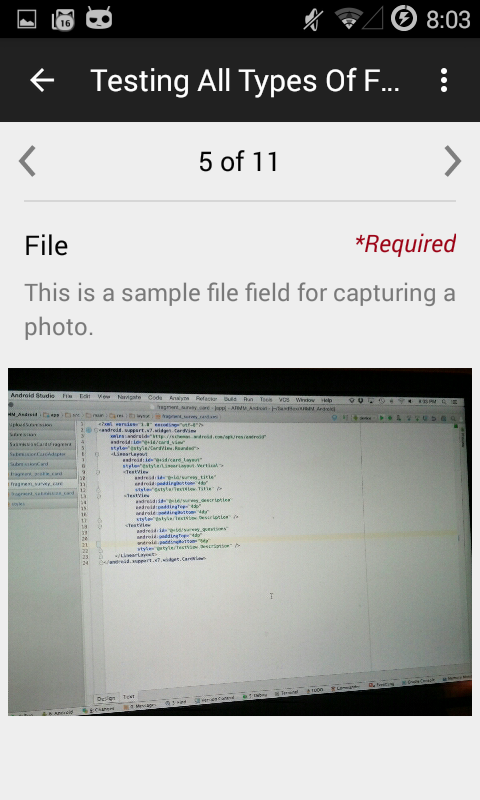 16
8:03
Testing All Types Of F...
5 of 11
File
*Required
This is a sample file field for capturing a
photo.
Android Studio File Edit View Navigate Code Analyze Refactor Build Run Tools VCS Window Help
<?xml version="1.0" encoding="utf-8"?>
<android.support.v7.widget.CardView
xmlns:android="http://schemas.android.com/apk/res/android"
android:id="@+id/card_view"
style="@style/CardView.Rounded">
<LinearLayout
android:id="@+id/card_layout"
style="@style/LinearLayout.Vertical">
<TextView
android:id="@+id/survey_title"
android:paddingBottom="4dp"
style="@style/TextView.Title" />
<TextView
android:id="@+id/survey_description"
android:paddingTop="4dp"
android:paddingBottom="4dp"
style="@style/TextView.Description" />
<TextView
android:id="@+id/survey_questions"
android:paddingTop="4dp"
android:paddingBottom="6dp"
style="@style/TextView.Description" />
</LinearLayout>
</android.support.v7.widget.CardView>
Design Text